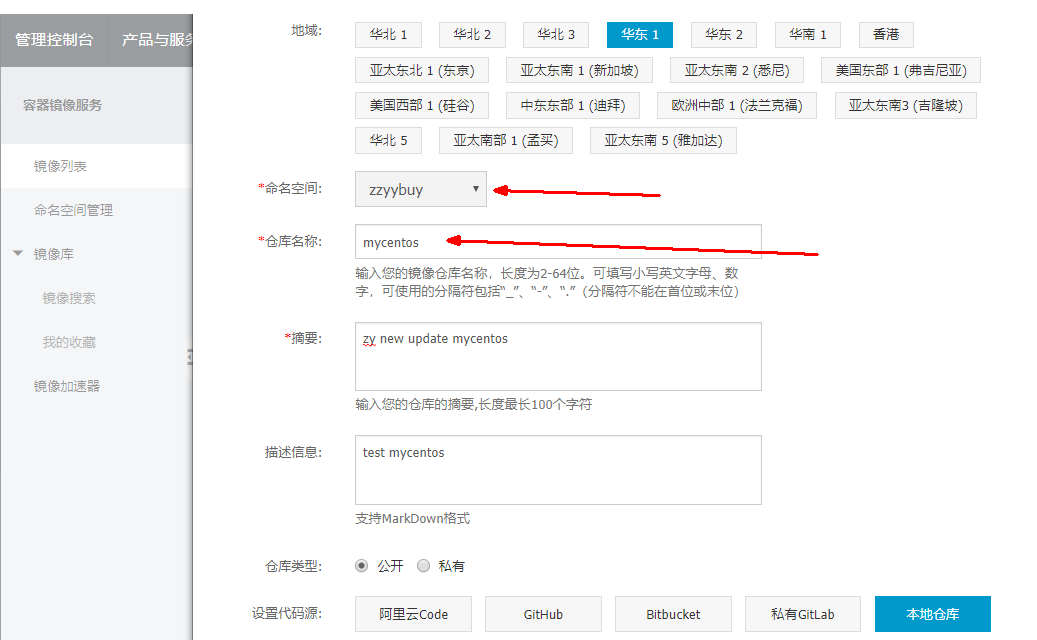 管理控制台 产品与服务
容器镜像服务
镜像列表
命名空间管理
镜像库
镜像搜索
我的收藏
镜像加速器
地域: 华北 1 华北 2 华北 3 华东 1 华东 2 华南 1 香港
亚太东北 1 (东京) 亚太东南 1 (新加坡) 亚太东南 2 (悉尼) 美国东部 1 (弗吉尼亚)
美国西部 1 (硅谷) 中东东部 1 (迪拜) 欧洲中部 1 (法兰克福) 亚太东南3 (吉隆坡)
华北 5 亚太南部 1 (孟买) 亚太东南 5 (雅加达)
*命名空间: zzyybuy
*仓库名称: mycentos
输入您的镜像仓库名称，长度为2-64位。可填写小写英文字母、数
字，可使用的分隔符包括“_”、“-”、“.”（分隔符不能在首位或末位）
*摘要: zy new update mycentos
输入您的仓库的摘要,长度最长100个字符
描述信息: test mycentos
支持MarkDown格式
仓库类型: 公开 私有
设置代码源: 阿里云Code GitHub Bitbucket 私有GitLab 本地仓库